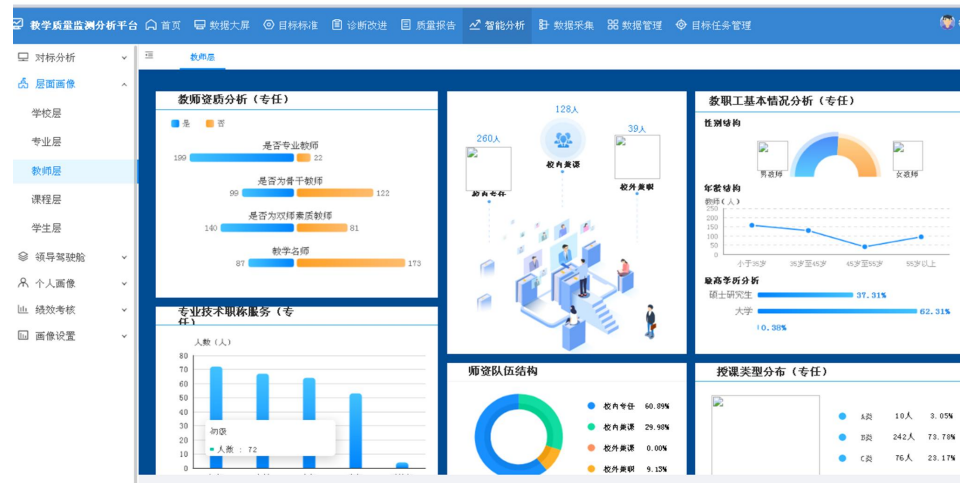 教学质量监测分析平台 首页 数据大屏 目标标准 诊断改进 质量报告 智能分析 数据采集 数据管理 目标任务管理
对标分析
层面画像
学校层
专业层
教师层
课程层
学生层
领导驾驶舱
个人画像
绩效考核
画像设置
教师层
教师资质分析（专任）
是 否
是否专业教师
199 22
是否为骨干教师
99 122
是否为双师素质教师
140 81
教学名师
87 173
专业技术职称服务（专
任）
人数（人）
80
70
60
50
40
30
20
10
0
初级
人数 : 72
128人
260人
39人
校内兼课
校内专任
校外兼职
师资队伍结构
校内专任 60.89%
校内兼课 29.98%
校外兼课 0.00%
校外兼职 9.13%
教职工基本情况分析（专任）
性别结构
男教师 女教师
年龄结构
教师(人)
250
200
150
100
50
0
小于35岁 35岁至45岁 45岁至55岁 55岁以上
最高学历分析
硕士研究生 37.31%
大学 62.31%
0.38%
授课类型分布（专任）
A类 10人 3.05%
B类 242人 73.78%
C类 76人 23.17%